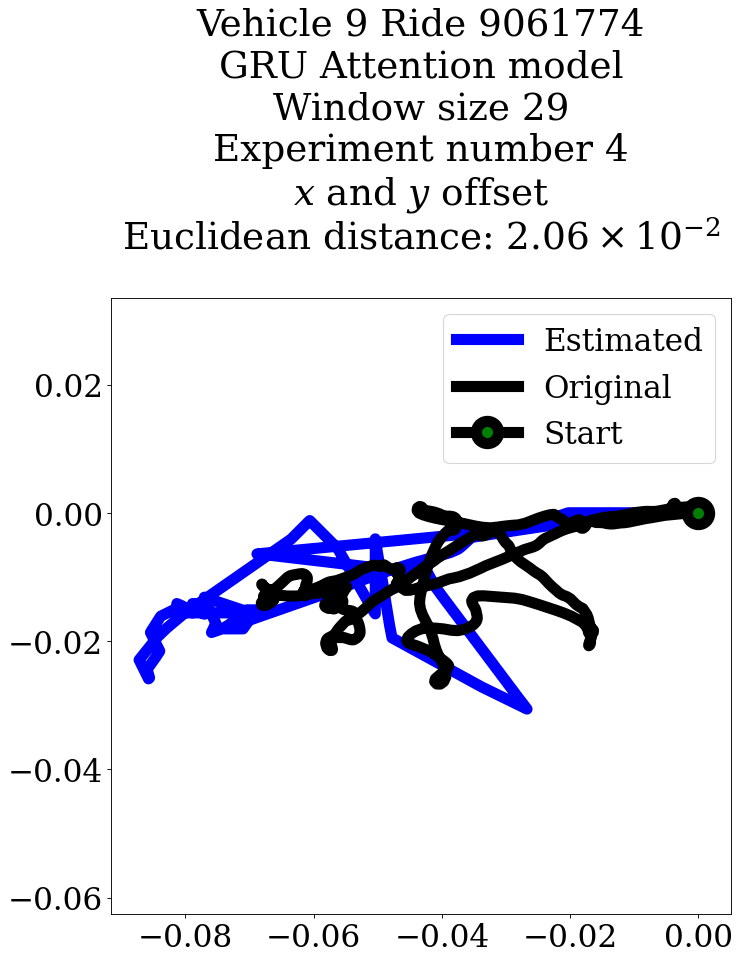 Vehicle 9 Ride 9061774
GRU Attention model
Window size 29
Experiment number 4
x and y offset
Euclidean distance: 2.06 × 10⁻²
Estimated
Original
Start
0.02
0.00
−0.02
−0.04
−0.06
−0.08 −0.06 −0.04 −0.02 0.00